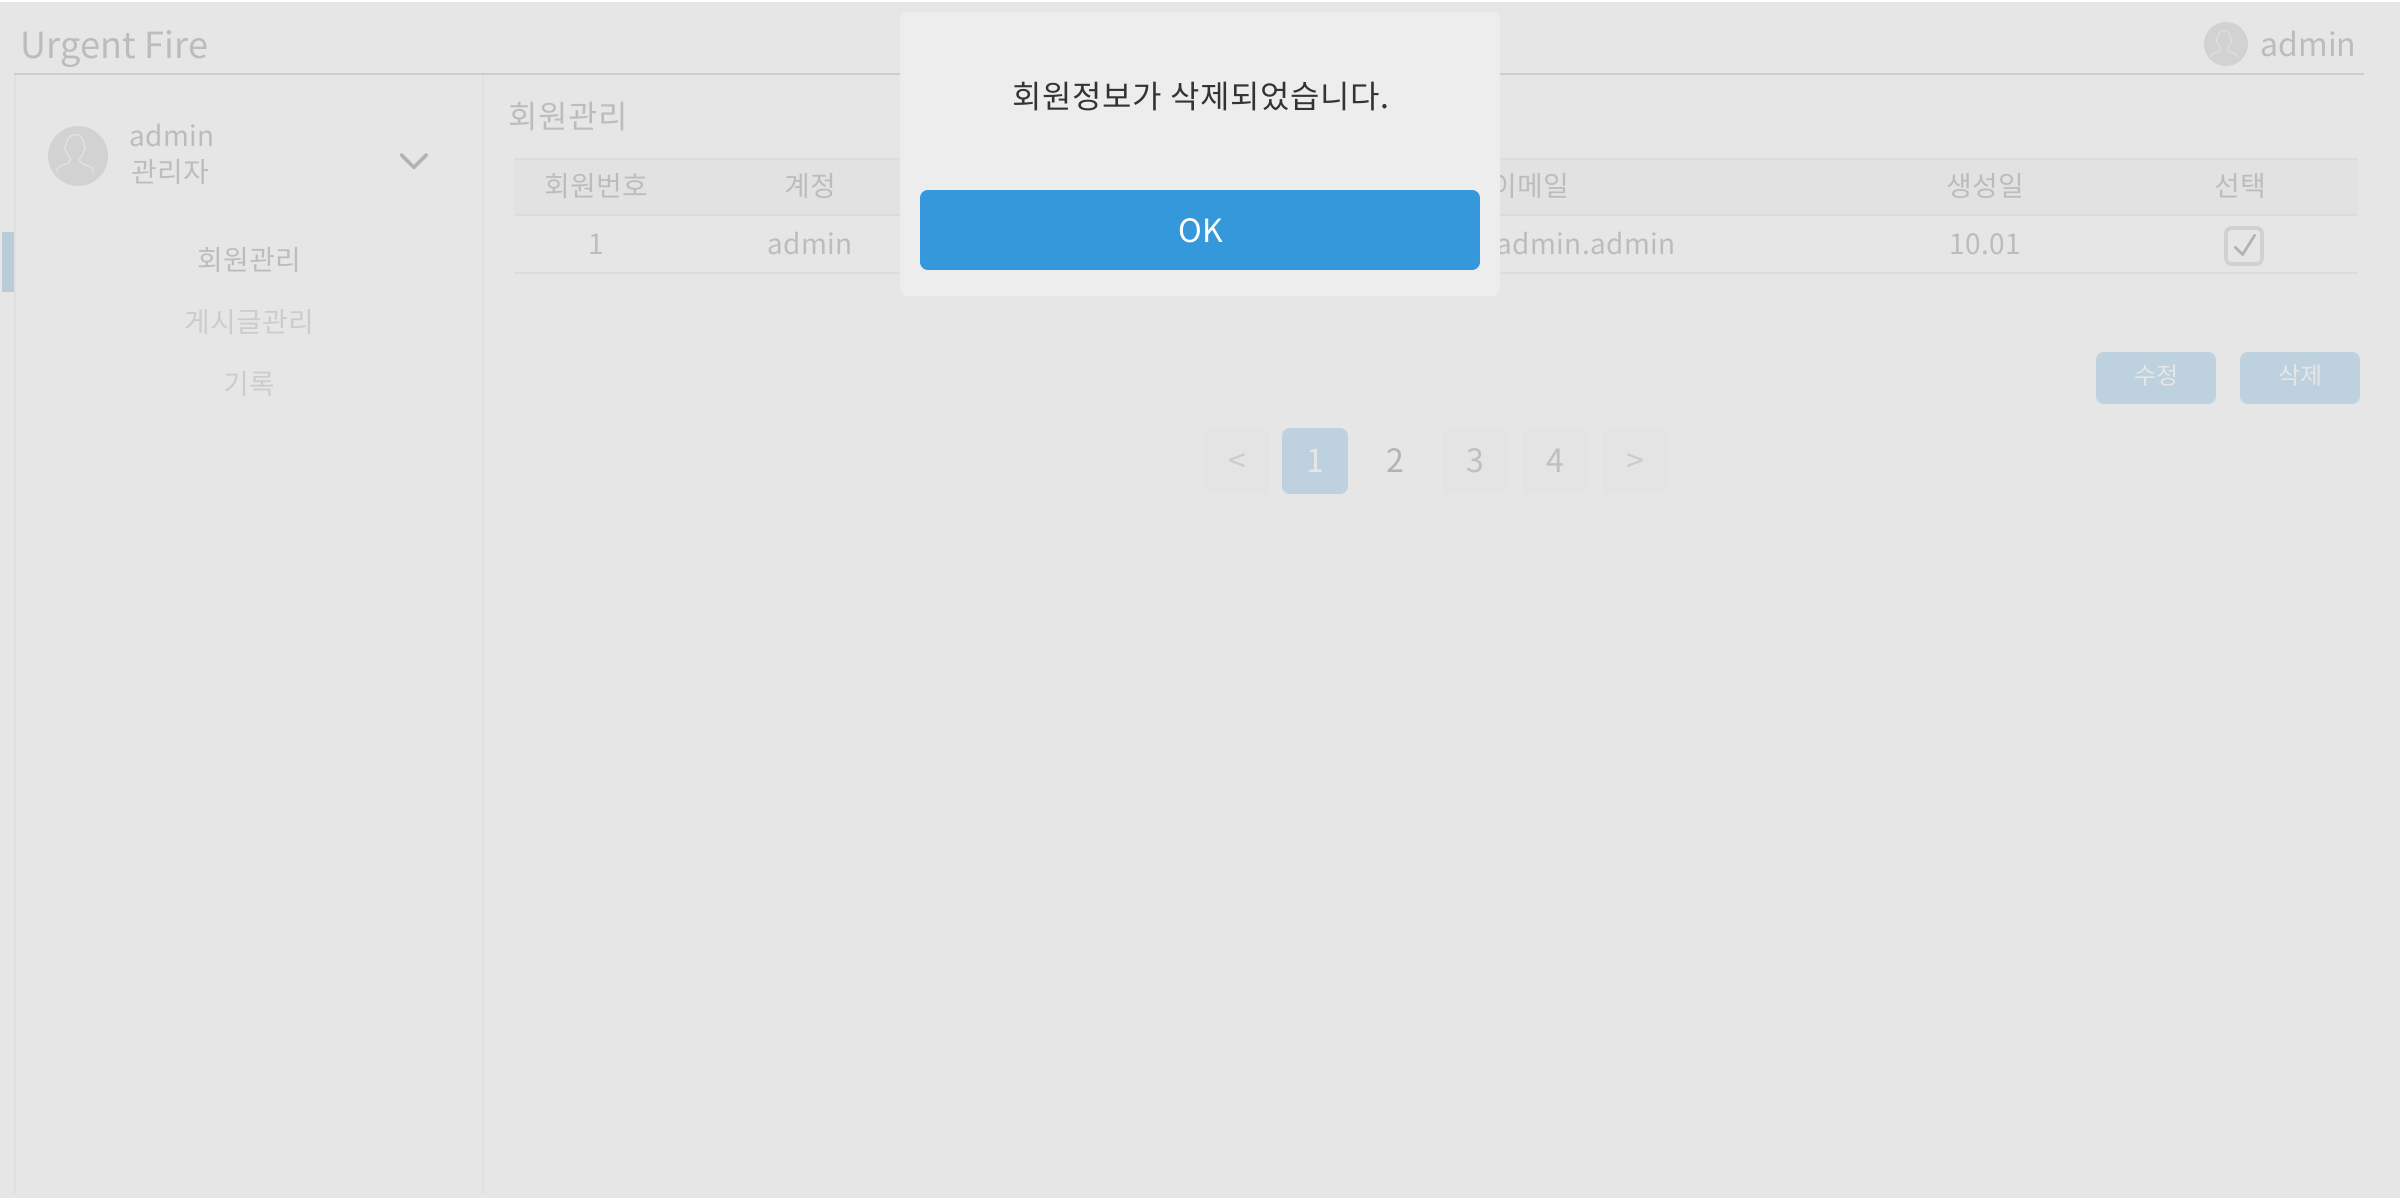 Urgent Fire
admin
회원정보가 삭제되었습니다.
OK
admin
관리자
회원관리
게시글관리
기록
회원관리
회원번호 계정 이메일 생성일 선택
1 admin admin.admin 10.01
수정 삭제
< 1 2 3 4 >